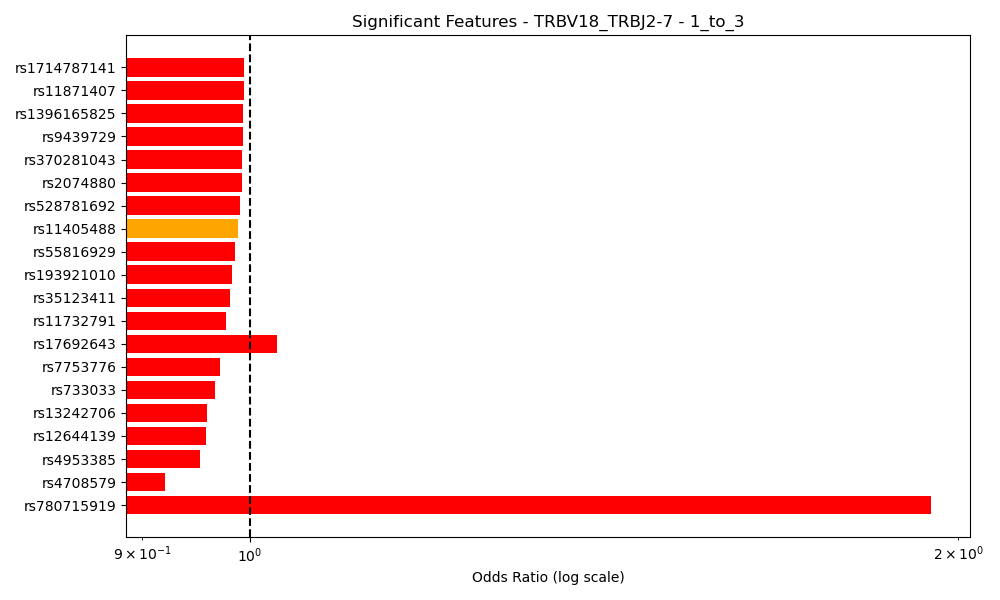 Significant Features - TRBV18_TRBJ2-7 - 1_to_3
rs1714787141
rs11871407
rs1396165825
rs9439729
rs370281043
rs2074880
rs528781692
rs11405488
rs55816929
rs193921010
rs35123411
rs11732791
rs17692643
rs7753776
rs733033
rs13242706
rs12644139
rs4953385
rs4708579
rs780715919
9 × 10⁻¹
10⁰
2 × 10⁰
Odds Ratio (log scale)